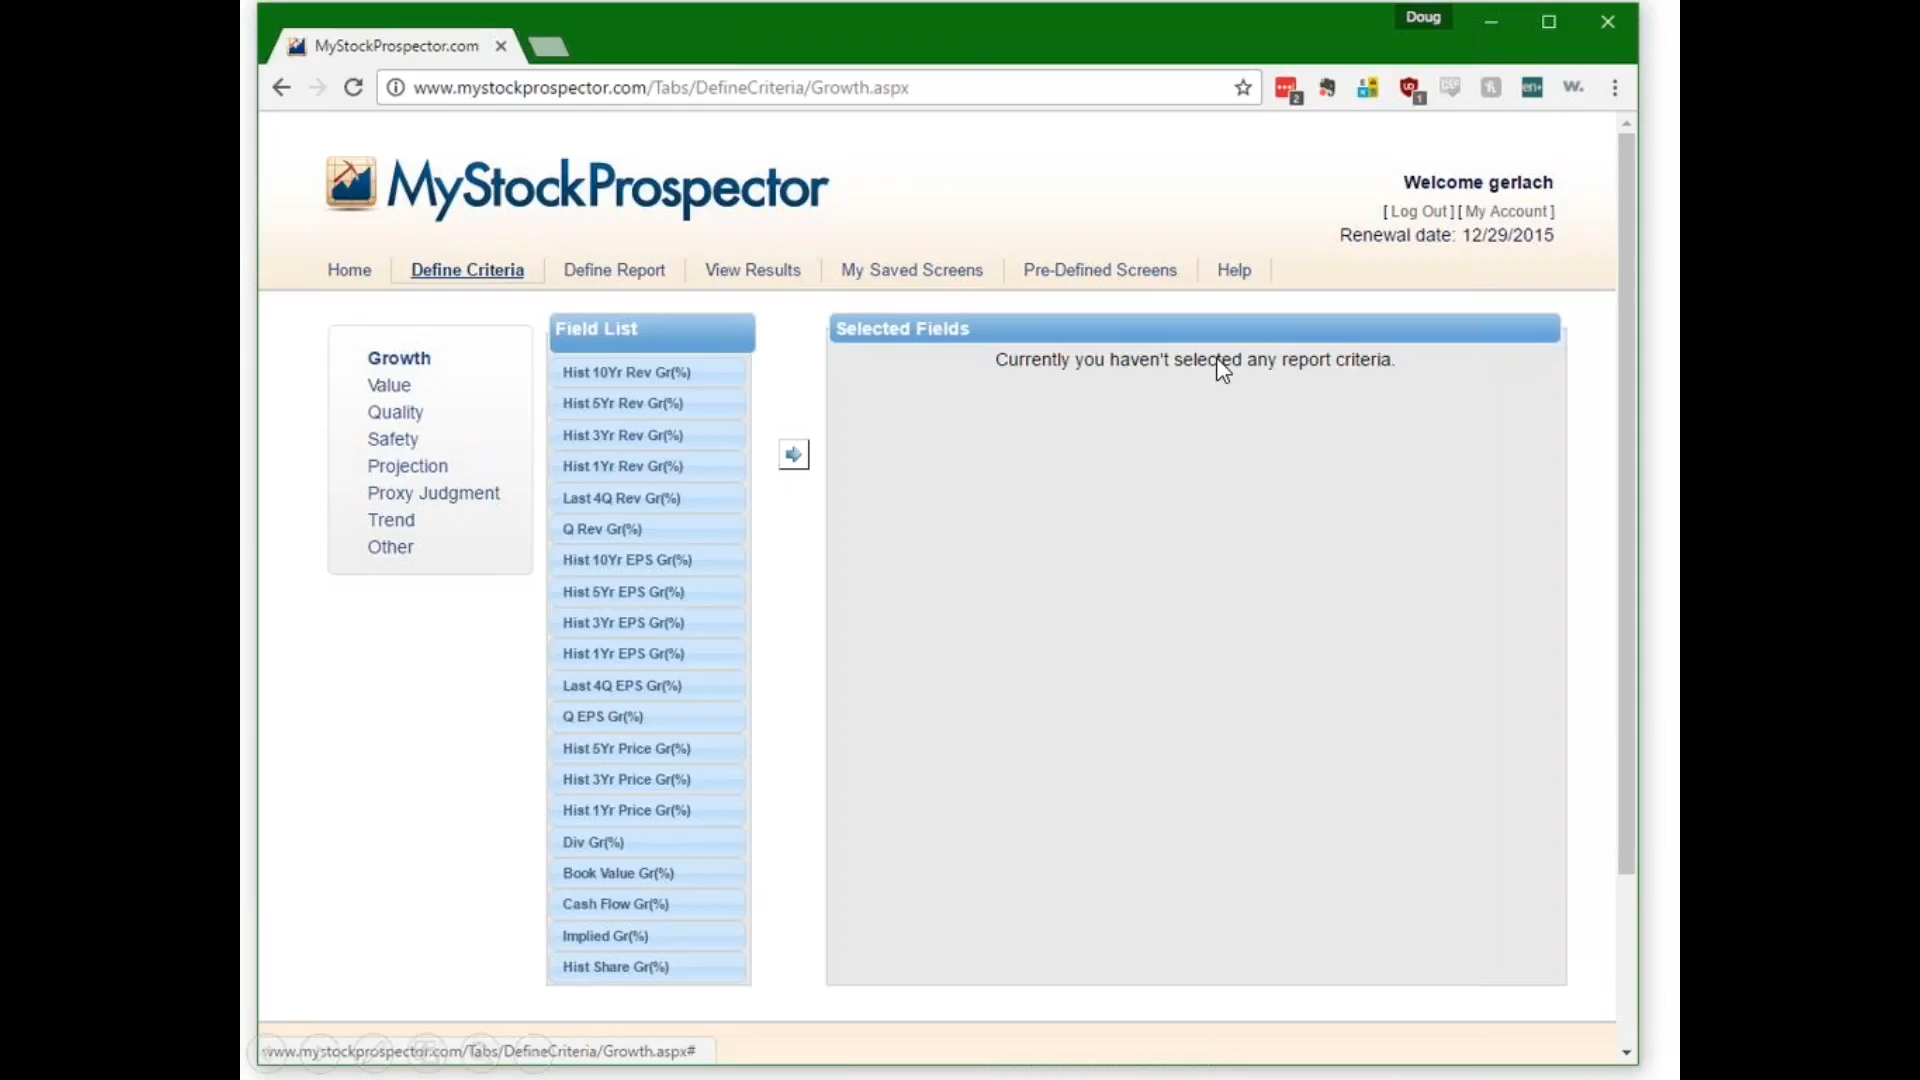 Doug
MyStockProspector.com
www.mystockprospector.com/Tabs/DefineCriteria/Growth.aspx
2
1
en+
w.
MyStockProspector
Welcome gerlach
[ Log Out ] [ My Account ]
Renewal date: 12/29/2015
Home
Define Criteria
Define Report
View Results
My Saved Screens
Pre-Defined Screens
Help
Growth
Value
Quality
Safety
Projection
Proxy Judgment
Trend
Other
Field List
Hist 10Yr Rev Gr(%)
Hist 5Yr Rev Gr(%)
Hist 3Yr Rev Gr(%)
Hist 1Yr Rev Gr(%)
Last 4Q Rev Gr(%)
Q Rev Gr(%)
Hist 10Yr EPS Gr(%)
Hist 5Yr EPS Gr(%)
Hist 3Yr EPS Gr(%)
Hist 1Yr EPS Gr(%)
Last 4Q EPS Gr(%)
Q EPS Gr(%)
Hist 5Yr Price Gr(%)
Hist 3Yr Price Gr(%)
Hist 1Yr Price Gr(%)
Div Gr(%)
Book Value Gr(%)
Cash Flow Gr(%)
Implied Gr(%)
Hist Share Gr(%)
Selected Fields
Currently you haven't selected any report criteria.
www.mystockprospector.com/Tabs/DefineCriteria/Growth.aspx#